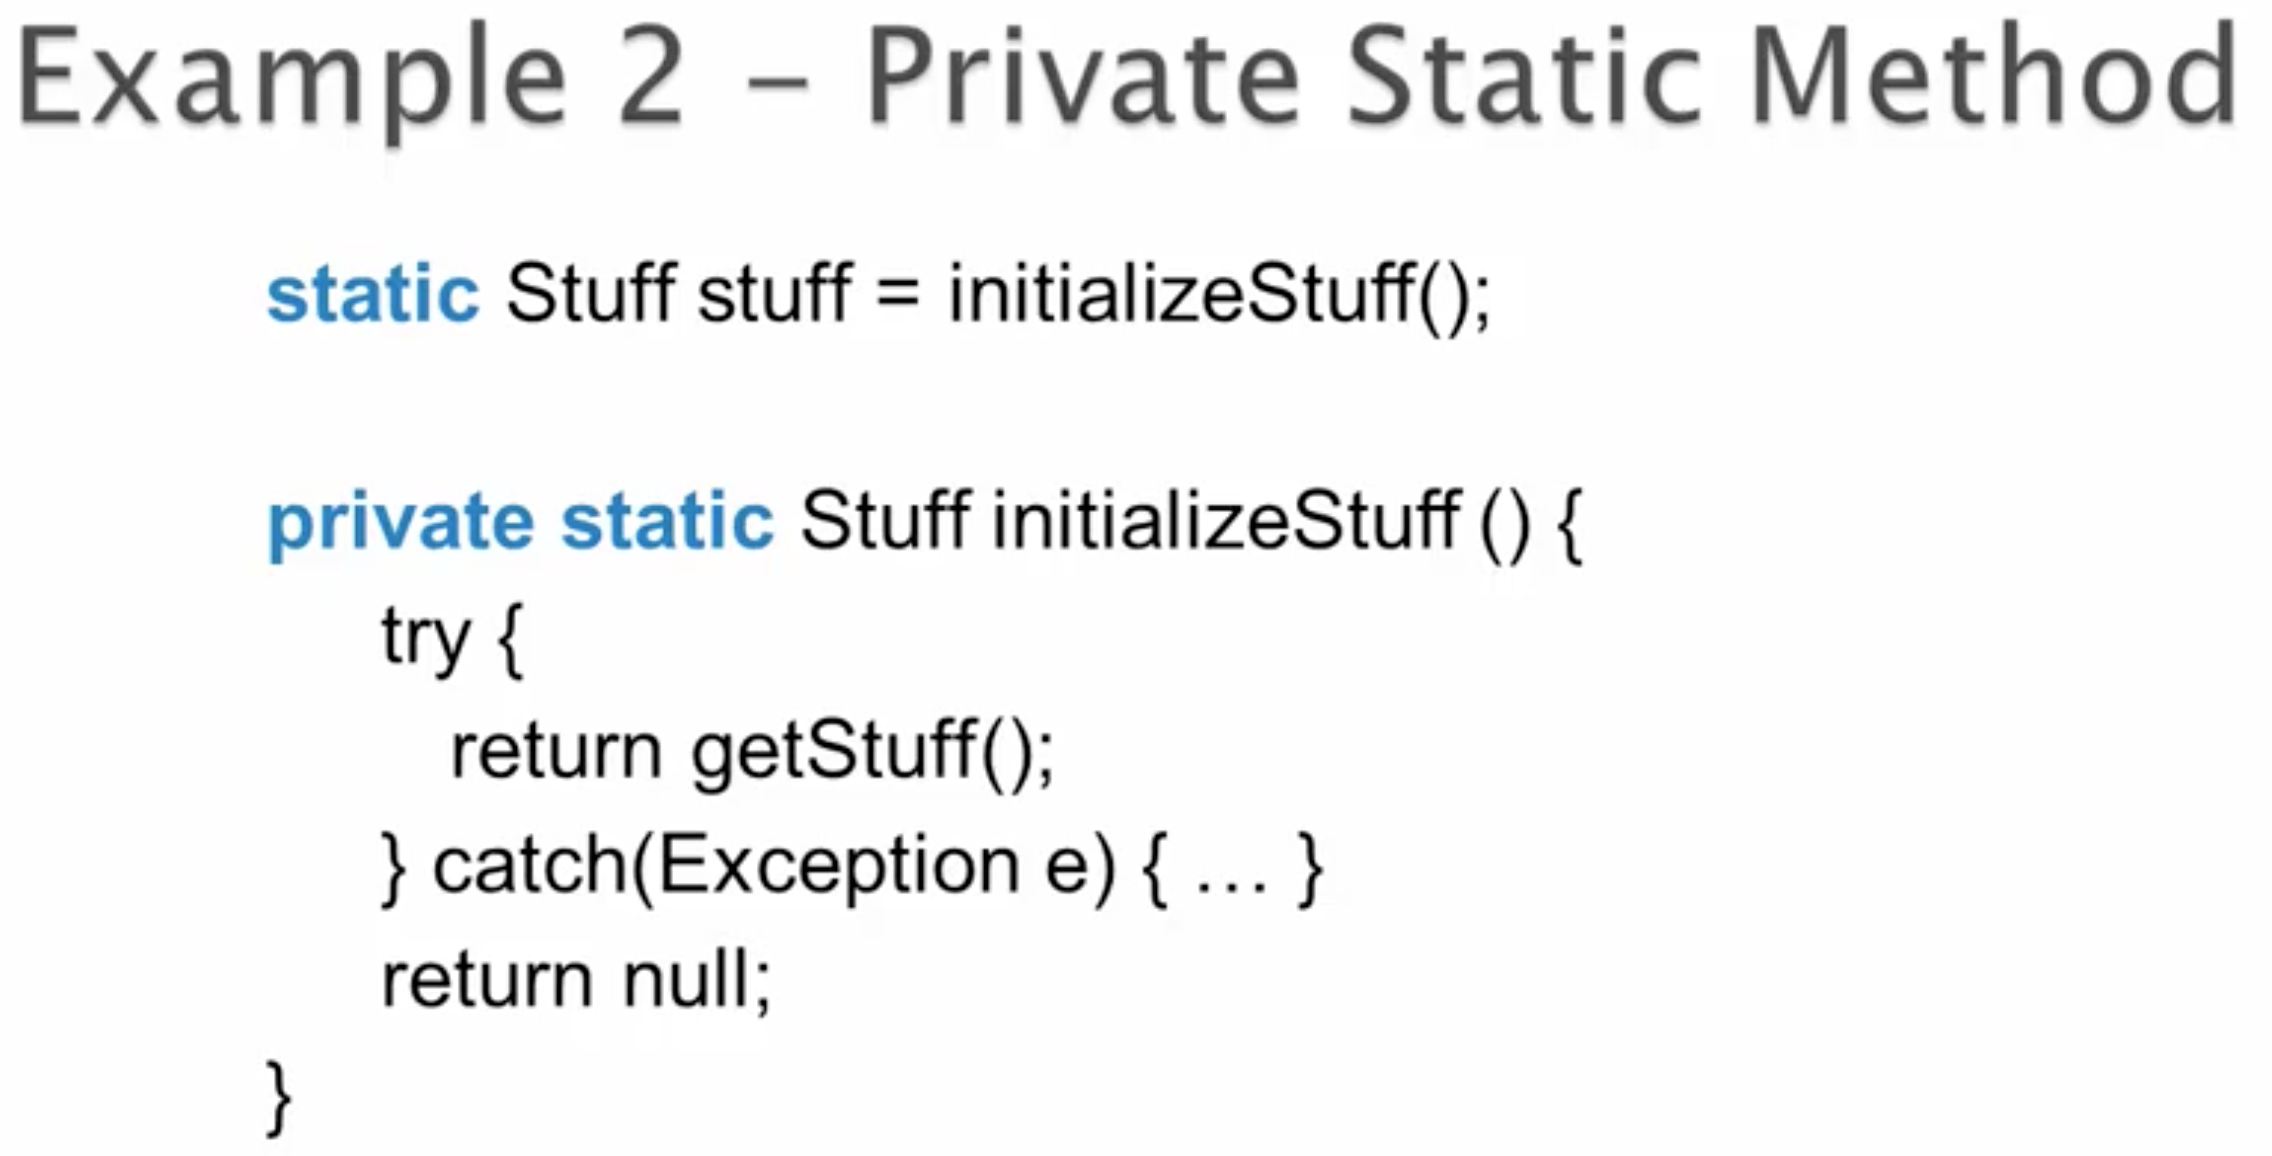 Example 2 – Private Static Method
static Stuff stuff = initializeStuff();
private static Stuff initializeStuff () {
try {
return getStuff();
} catch(Exception e) { ... }
return null;
}